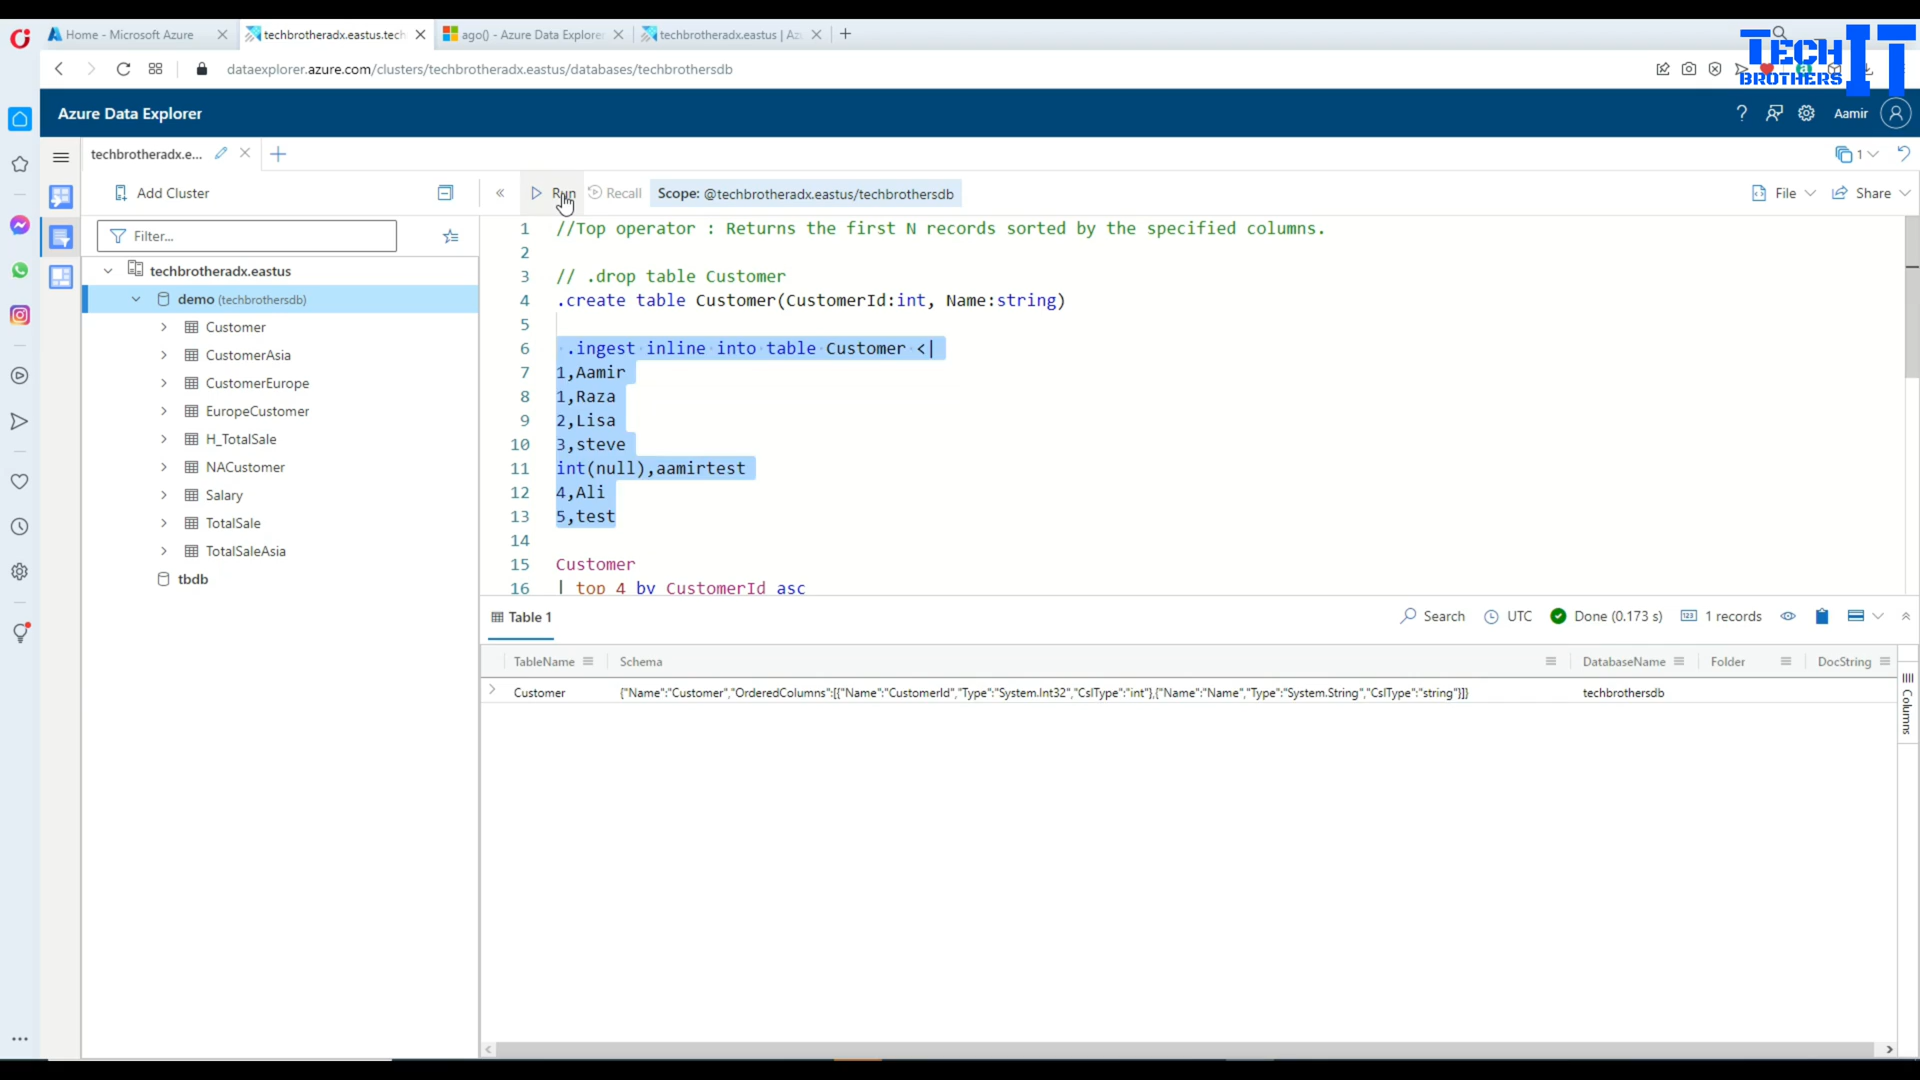 Home - Microsoft Azure
techbrotheradx.eastus.tech
ago() - Azure Data Explorer
techbrotheradx.eastus | Az
TECH IT
BROTHERS
dataexplorer.azure.com/clusters/techbrotheradx.eastus/databases/techbrothersdb
Azure Data Explorer
Aamir
techbrotheradx.e...
1
Add Cluster
Run
Recall
Scope: @techbrotheradx.eastus/techbrothersdb
File
Share
Filter...
techbrotheradx.eastus
demo (techbrothersdb)
Customer
CustomerAsia
CustomerEurope
EuropeCustomer
H_TotalSale
NACustomer
Salary
TotalSale
TotalSaleAsia
tbdb
1 //Top operator : Returns the first N records sorted by the specified columns.
2
3 // .drop table Customer
4 .create table Customer(CustomerId:int, Name:string)
5
6 .ingest inline into table Customer <|
7 1,Aamir
8 1,Raza
9 2,Lisa
10 3,steve
11 int(null),aamirtest
12 4,Ali
13 5,test
14
15 Customer
16 | top 4 by CustomerId asc
Table 1
Search
UTC
Done (0.173 s)
1 records
TableName Schema DatabaseName Folder DocString
Customer {"Name":"Customer","OrderedColumns":[{"Name":"CustomerId","Type":"System.Int32","CslType":"int"},{"Name":"Name","Type":"System.String","CslType":"string"}]} techbrothersdb
Columns